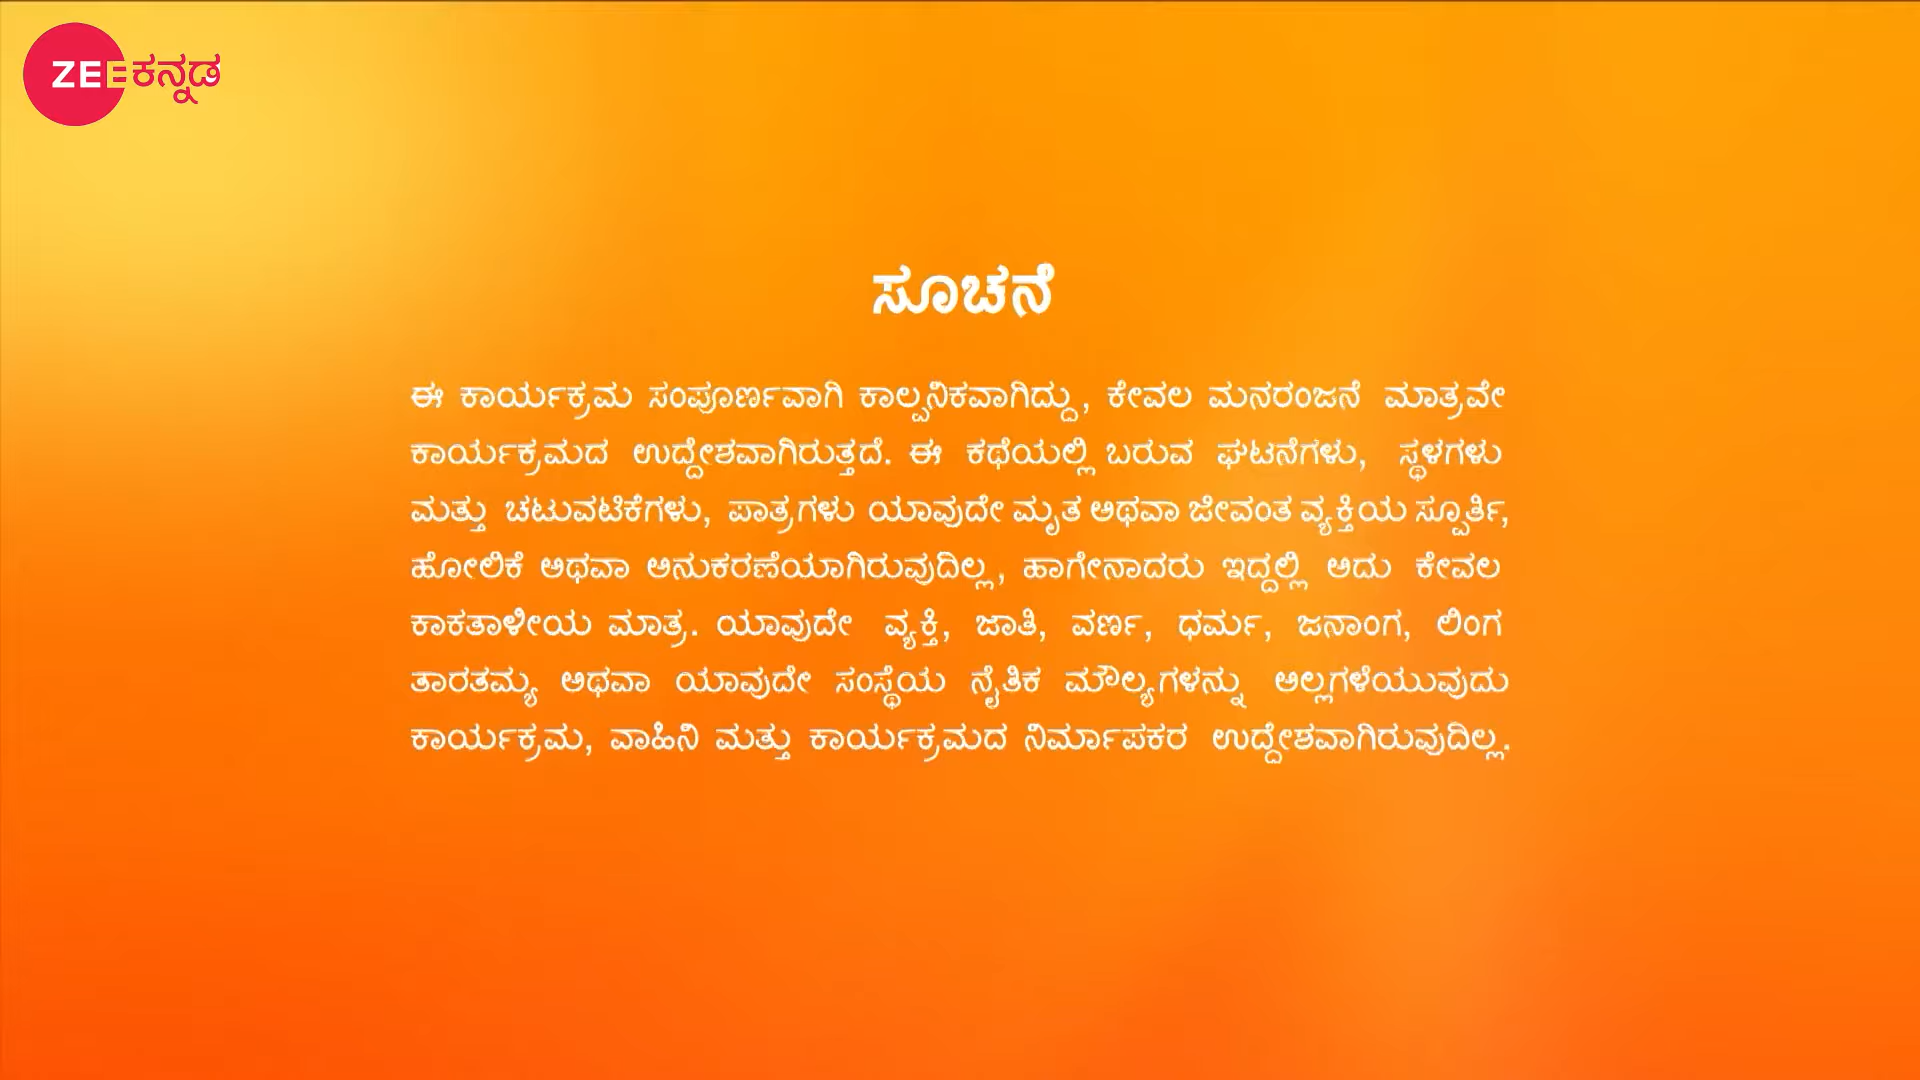 ZEEಕನ್ನಡ
ಸೂಚನೆ
ಈ ಕಾರ್ಯಕ್ರಮ ಸಂಪೂರ್ಣವಾಗಿ ಕಾಲ್ಪನಿಕವಾಗಿದ್ದು, ಕೇವಲ ಮನರಂಜನೆ ಮಾತ್ರವೇ
ಕಾರ್ಯಕ್ರಮದ ಉದ್ದೇಶವಾಗಿರುತ್ತದೆ. ಈ ಕಥೆಯಲ್ಲಿ ಬರುವ ಘಟನೆಗಳು, ಸ್ಥಳಗಳು
ಮತ್ತು ಚಟುವಟಿಕೆಗಳು, ಪಾತ್ರಗಳು ಯಾವುದೇ ಮೃತ ಅಥವಾ ಜೀವಂತ ವ್ಯಕ್ತಿಯ ಸ್ಪೂರ್ತಿ,
ಹೋಲಿಕೆ ಅಥವಾ ಅನುಕರಣೆಯಾಗಿರುವುದಿಲ್ಲ, ಹಾಗೇನಾದರು ಇದ್ದಲ್ಲಿ ಅದು ಕೇವಲ
ಕಾಕತಾಳೀಯ ಮಾತ್ರ. ಯಾವುದೇ ವ್ಯಕ್ತಿ, ಜಾತಿ, ವರ್ಣ, ಧರ್ಮ, ಜನಾಂಗ, ಲಿಂಗ
ತಾರತಮ್ಯ ಅಥವಾ ಯಾವುದೇ ಸಂಸ್ಥೆಯ ನೈತಿಕ ಮೌಲ್ಯಗಳನ್ನು ಅಲ್ಲಗಳೆಯುವುದು
ಕಾರ್ಯಕ್ರಮ, ವಾಹಿನಿ ಮತ್ತು ಕಾರ್ಯಕ್ರಮದ ನಿರ್ಮಾಪಕರ ಉದ್ದೇಶವಾಗಿರುವುದಿಲ್ಲ.